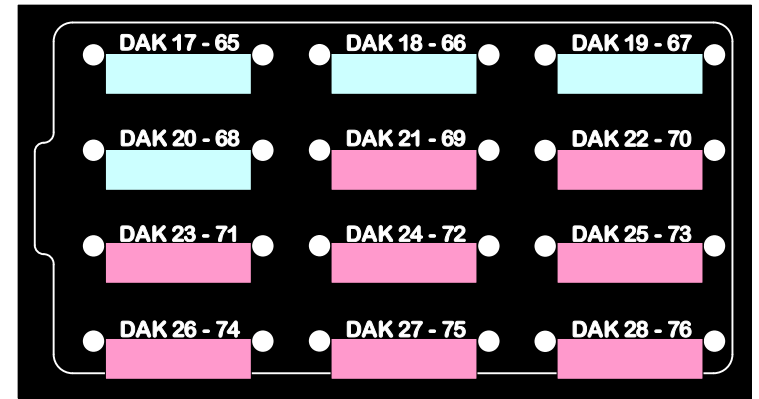 DAK 17 - 65 DAK 18 - 66 DAK 19 - 67
DAK 20 - 68 DAK 21 - 69 DAK 22 - 70
DAK 23 - 71 DAK 24 - 72 DAK 25 - 73
DAK 26 - 74 DAK 27 - 75 DAK 28 - 76